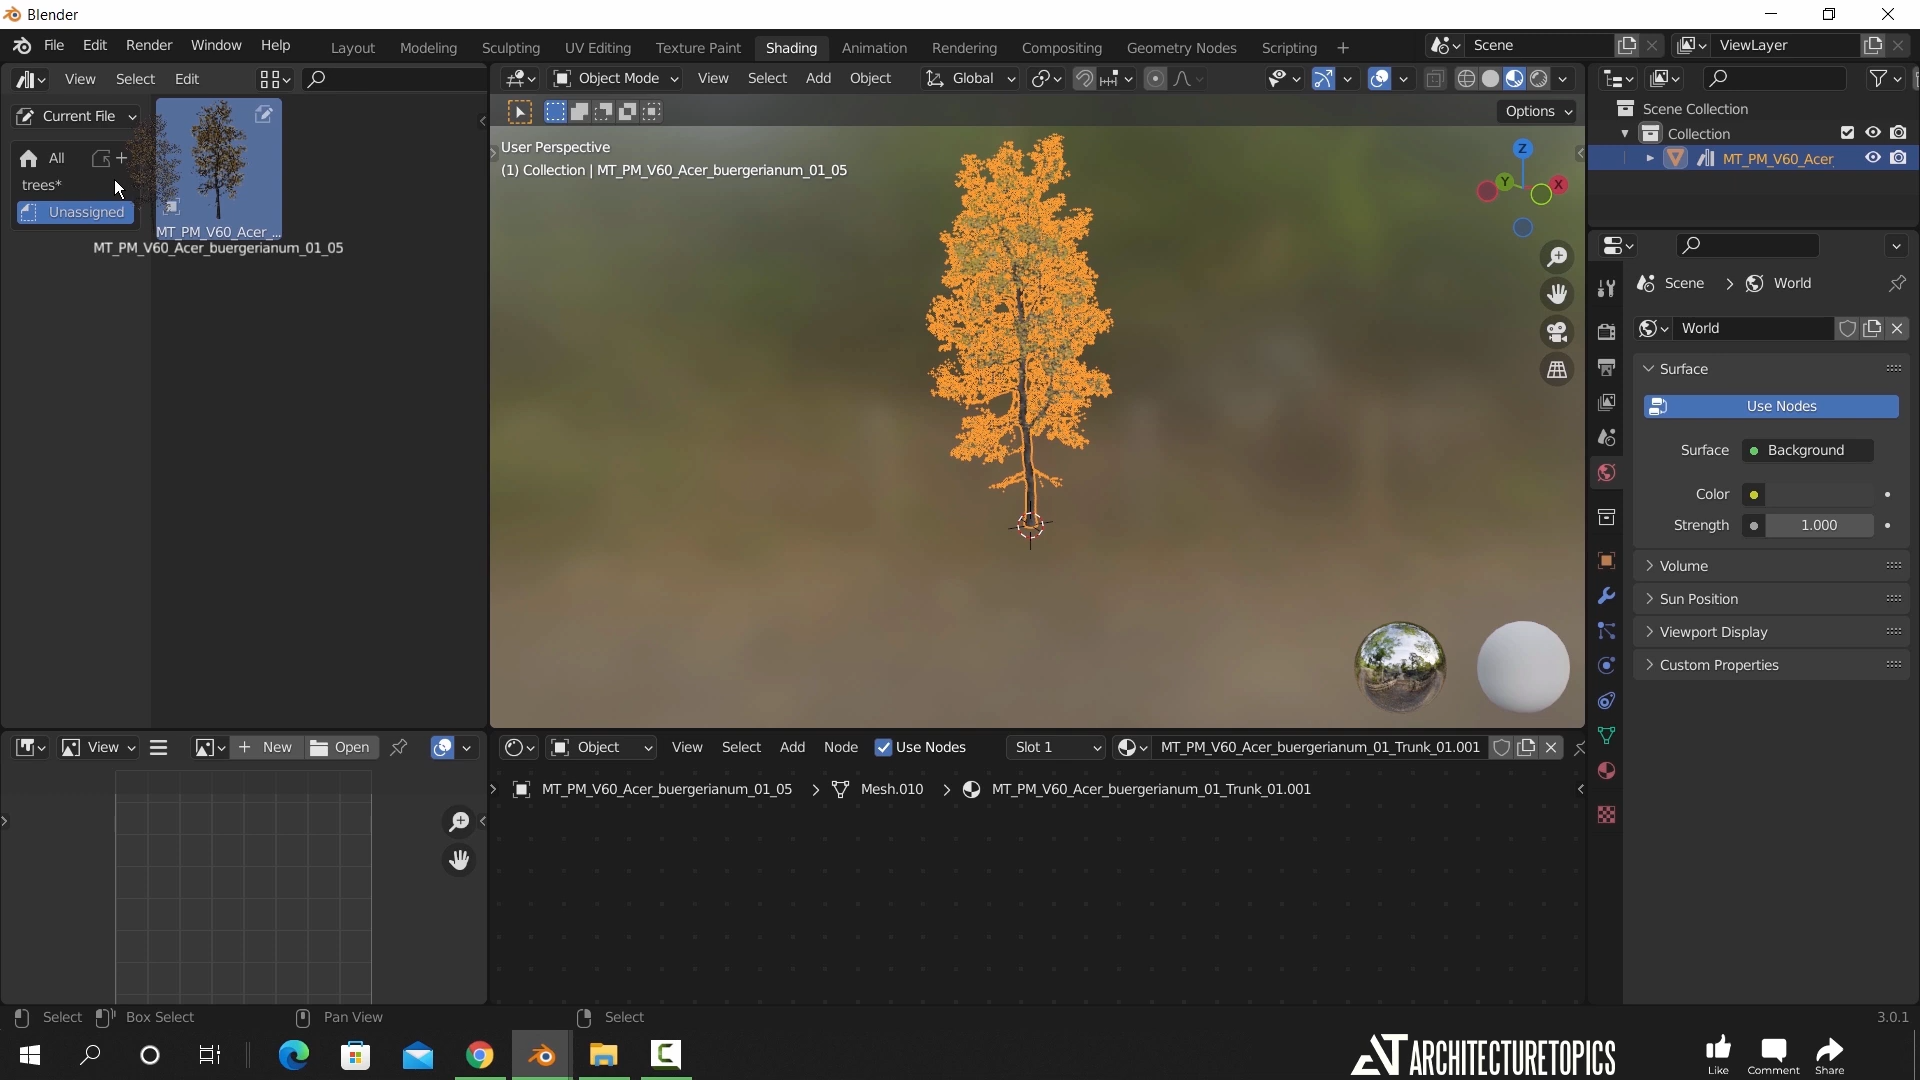 Blender
File Edit Render Window Help
Layout Modeling Sculpting UV Editing Texture Paint Shading Animation Rendering Compositing Geometry Nodes Scripting
Scene
ViewLayer
View Select Edit
Object Mode View Select Add Object Global
Current File
Options
All
trees*
Unassigned
MT_PM_V60_Acer_...
MT_PM_V60_Acer_buergerianum_01_05
User Perspective
(1) Collection | MT_PM_V60_Acer_buergerianum_01_05
Z
Y
X
Scene Collection
Collection
MT_PM_V60_Acer
Scene > World
World
Surface
Use Nodes
Surface Background
Color
Strength 1.000
Volume
Sun Position
Viewport Display
Custom Properties
View New Open
Object View Select Add Node Use Nodes Slot 1 MT_PM_V60_Acer_buergerianum_01_Trunk_01.001
MT_PM_V60_Acer_buergerianum_01_05 > Mesh.010 > MT_PM_V60_Acer_buergerianum_01_Trunk_01.001
Select Box Select Pan View Select 3.0.1
ARCHITECTURETOPICS
Like Comment Share